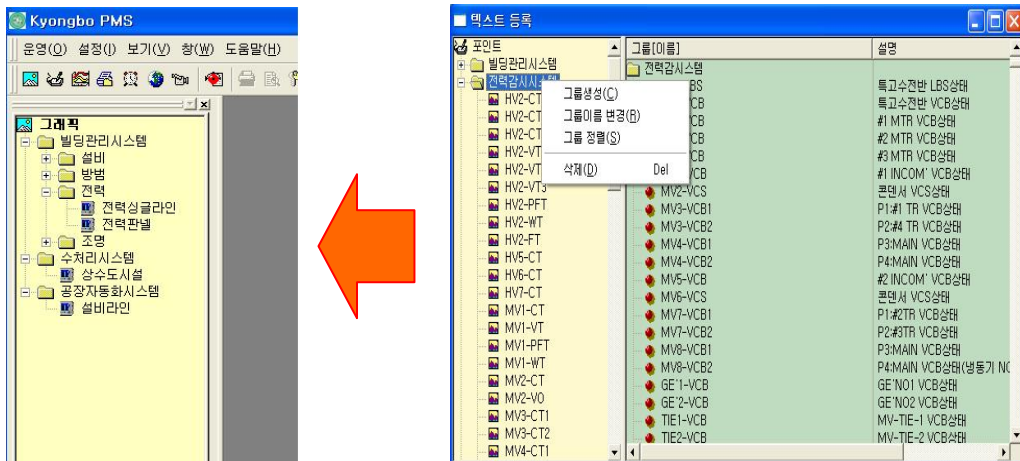 Kyongbo PMS
운영(O) 설정(I) 보기(V) 창(W) 도움말(H)
그래픽
빌딩관리시스템
설비
방범
전력
전력싱글라인
전력판넬
조명
수처리시스템
상수도시설
공장자동화시스템
설비라인
텍스트 등록
포인트
빌딩관리시스템
전력감시시스템
HV2-CT
HV2-CT
HV2-CT
HV2-VT
HV2-VT
HV2-VT3
HV2-PFT
HV2-WT
HV2-FT
HV5-CT
HV6-CT
HV7-CT
MV1-CT
MV1-VT
MV1-PFT
MV1-WT
MV2-CT
MV2-VO
MV3-CT1
MV3-CT2
MV4-CT1
그룹생성(C)
그룹이름 변경(R)
그룹 정렬(S)
삭제(D) Del
그룹[이름] 설명
전력감시시스템
BS 특고수전반 LBS상태
CB 특고수전반 VCB상태
CB #1 MTR VCB상태
CB #2 MTR VCB상태
CB #3 MTR VCB상태
VCB #1 INCOM' VCB상태
MV2-VCS 콘덴서 VCS상태
MV3-VCB1 P1:#1 TR VCB상태
MV3-VCB2 P2:#4 TR VCB상태
MV4-VCB1 P3:MAIN VCB상태
MV4-VCB2 P4:MAIN VCB상태
MV5-VCB #2 INCOM' VCB상태
MV6-VCS 콘덴서 VCS상태
MV7-VCB1 P1:#2TR VCB상태
MV7-VCB2 P2:#3TR VCB상태
MV8-VCB1 P3:MAIN VCB상태
MV8-VCB2 P4:MAIN VCB상태(냉동기 NO
GE'1-VCB GE'NO1 VCB상태
GE'2-VCB GE'NO2 VCB상태
TIE1-VCB MV-TIE-1 VCB상태
TIE2-VCB MV-TIE-2 VCB상태